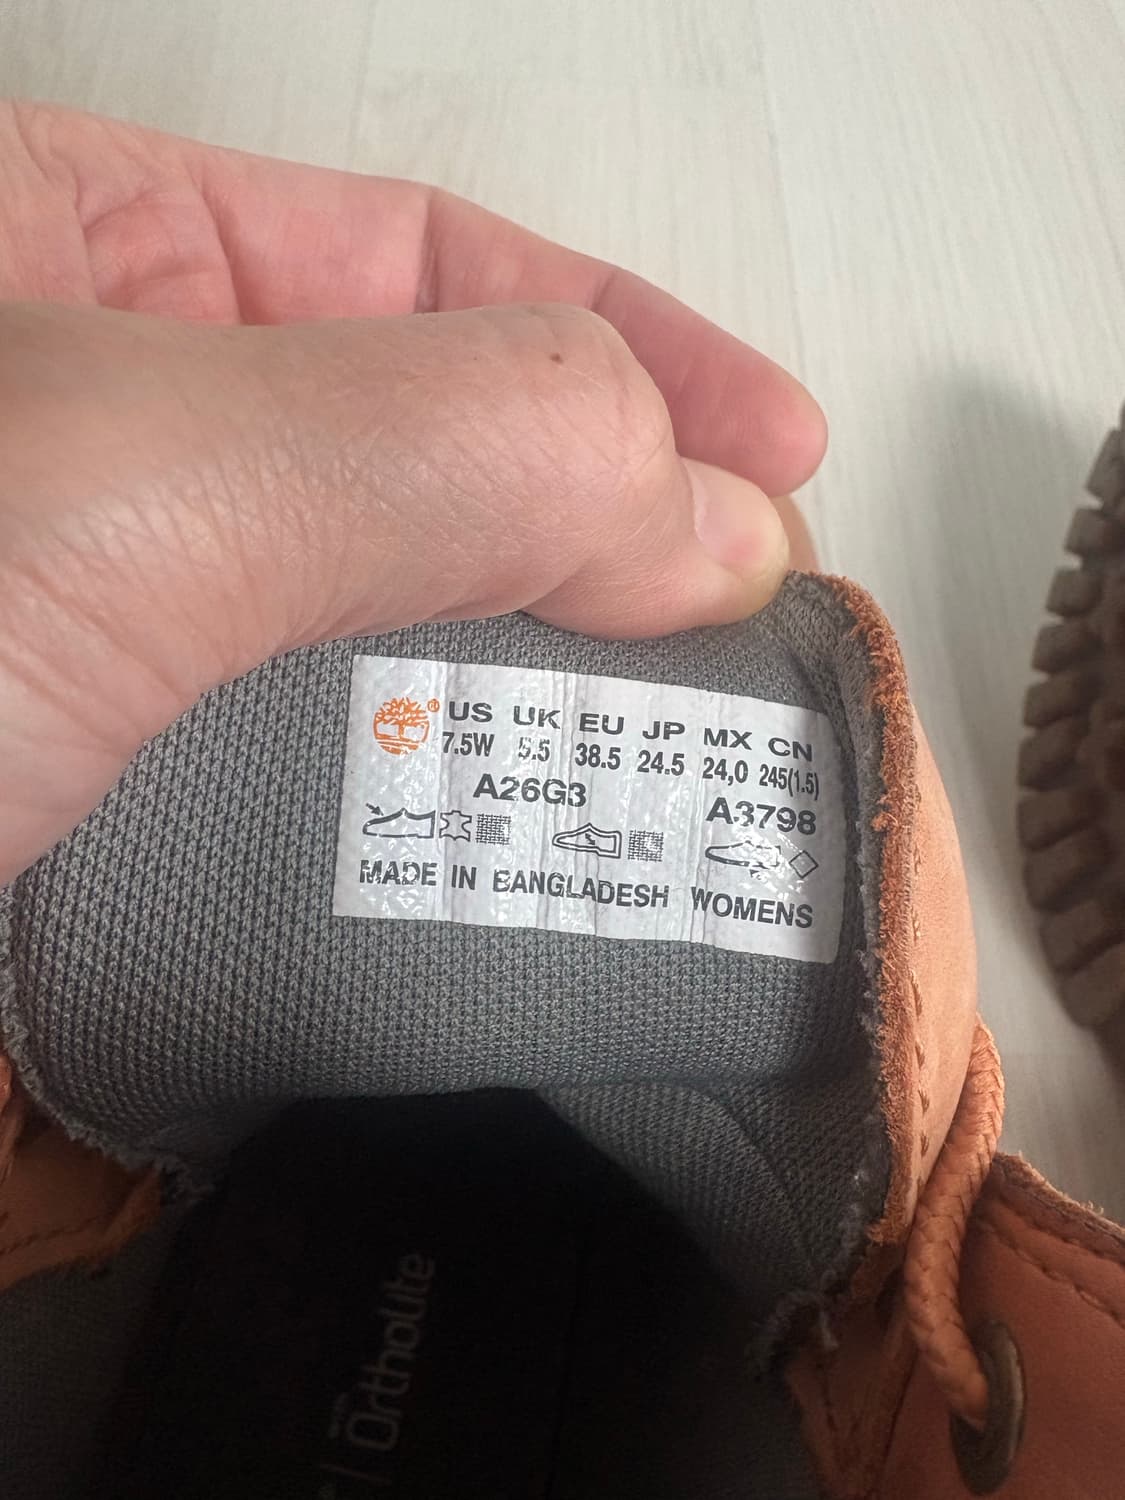 ® US UK EU JP MX CN
7.5W 5.5 38.5 24.5 24,0 245(1.5)
A26G3 A3798
MADE IN BANGLADESH WOMENS
Ortholite